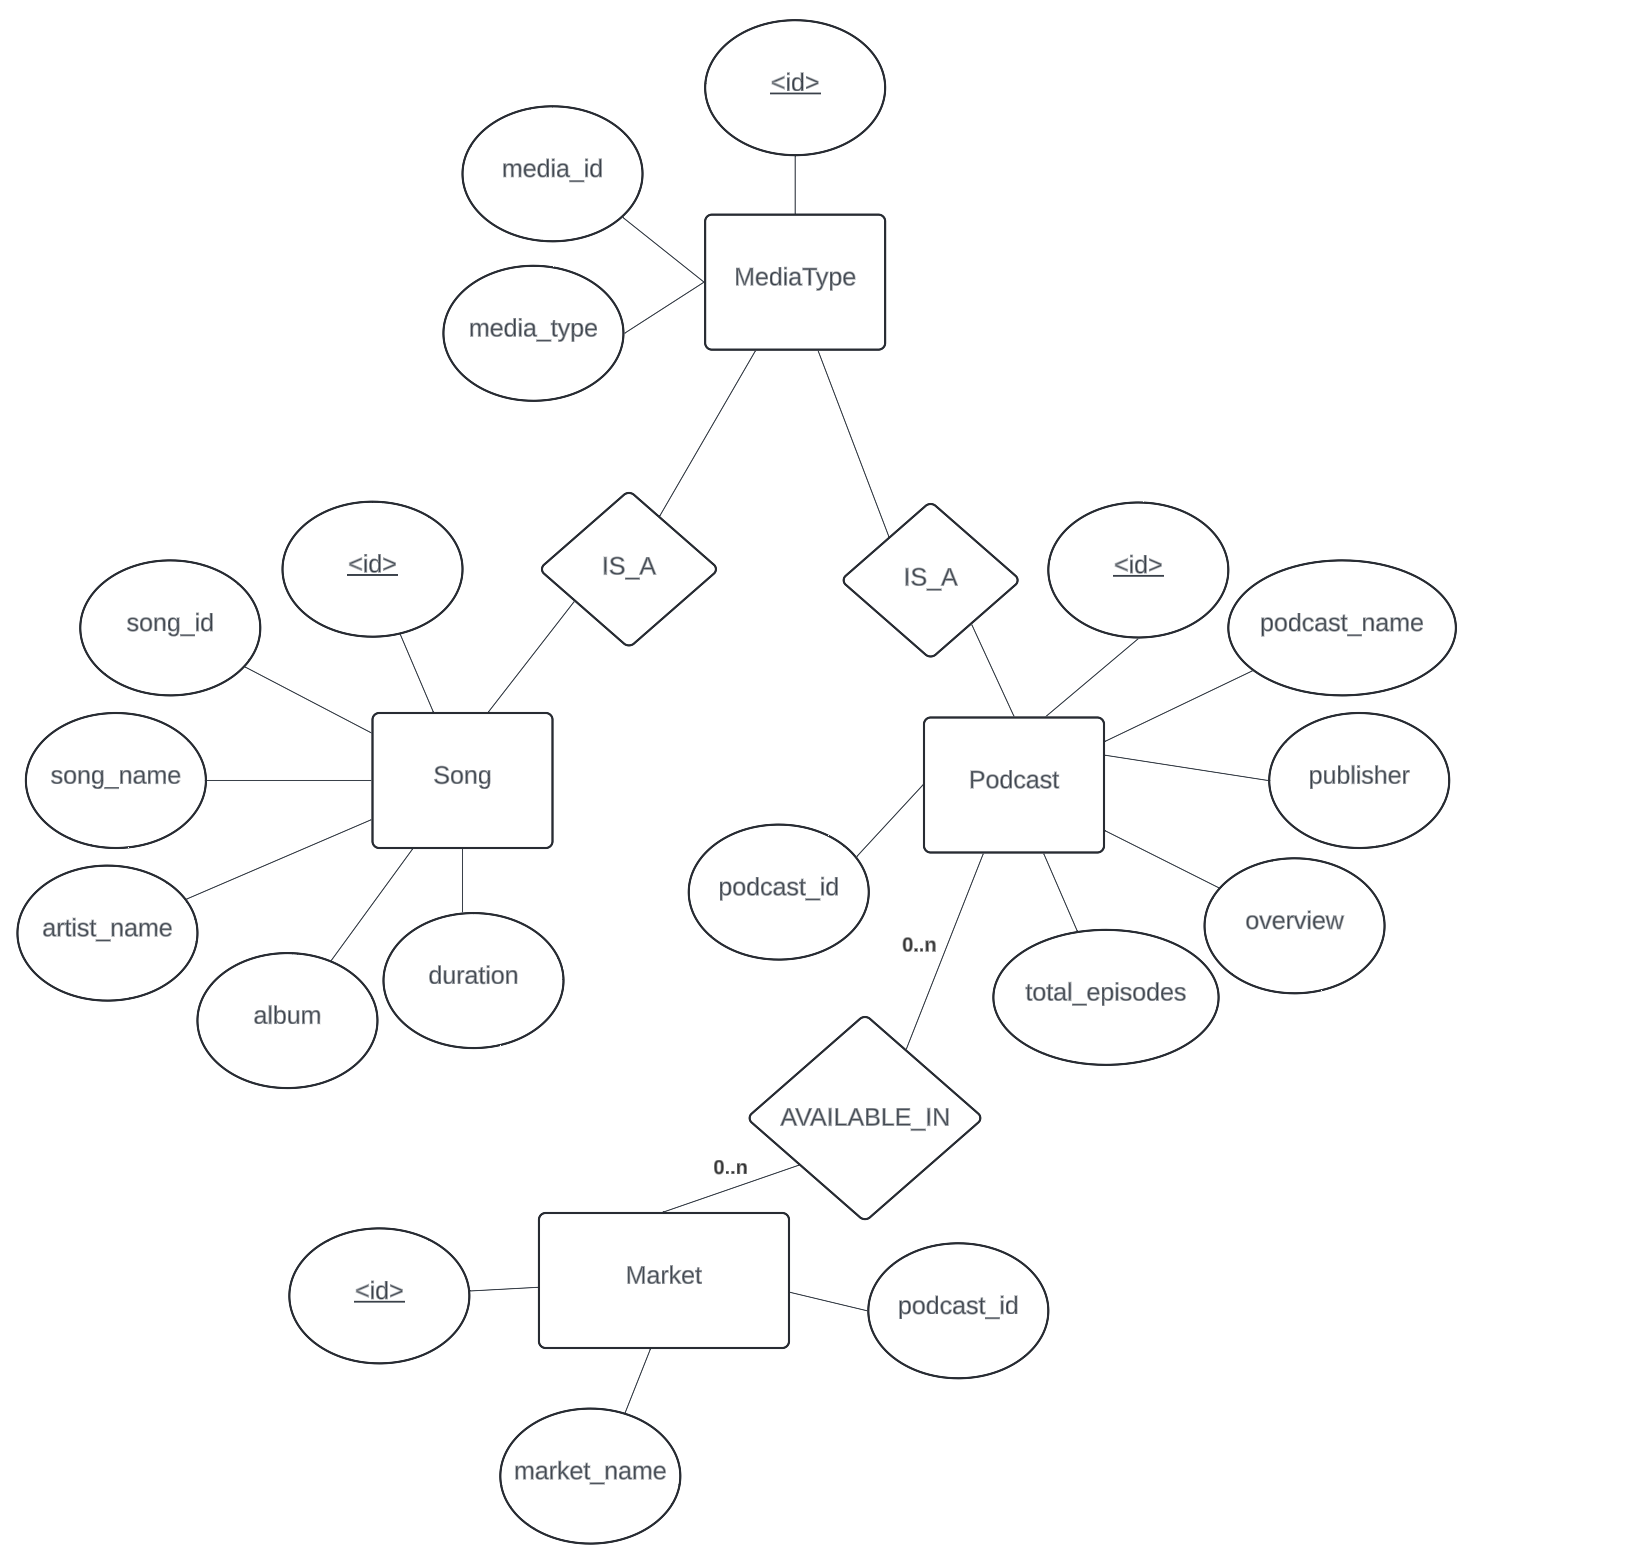 <id>
media_id
MediaType
media_type
<id>
IS_A
IS_A
<id>
song_id
podcast_name
song_name
Song
Podcast
publisher
artist_name
podcast_id
overview
0..n
duration
total_episodes
album
AVAILABLE_IN
0..n
<id>
Market
podcast_id
market_name